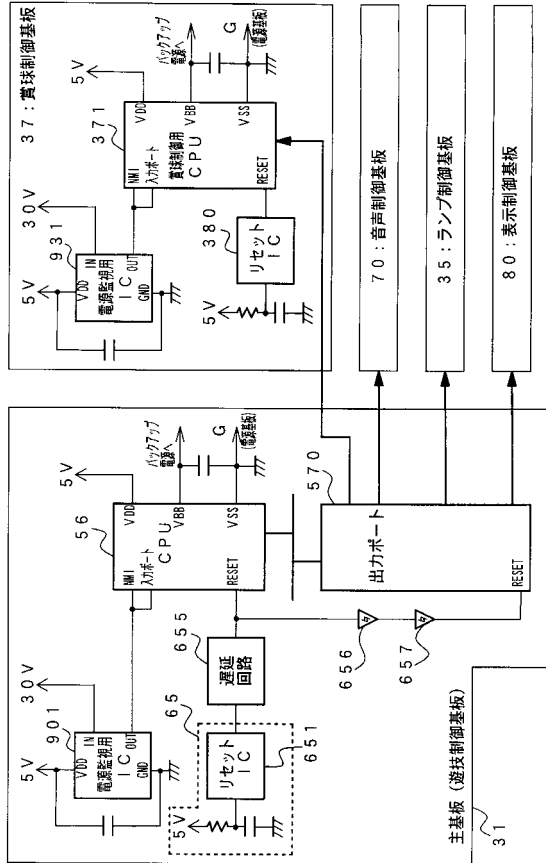 37:賞球制御基板
5V
30V
931
5V
VDD
IN
電源監視用
IC
OUT
GND
NMI
入力ポート
賞球制御用
CPU
371
VDD
VBB
VSS
RESET
バックアップ
電源へ
G
(電源基板)
5V
リセット
IC
380
70:音声制御基板
35:ランプ制御基板
80:表示制御基板
5V
30V
901
5V
VDD
IN
電源監視用
IC
OUT
GND
56
NMI
入力ポート
CPU
VDD
VBB
VSS
RESET
バックアップ
電源へ
G
(電源基板)
65
5V
リセット
IC
651
655
遅延
回路
570
出力ポート
RESET
656
657
主基板(遊技制御基板)
31